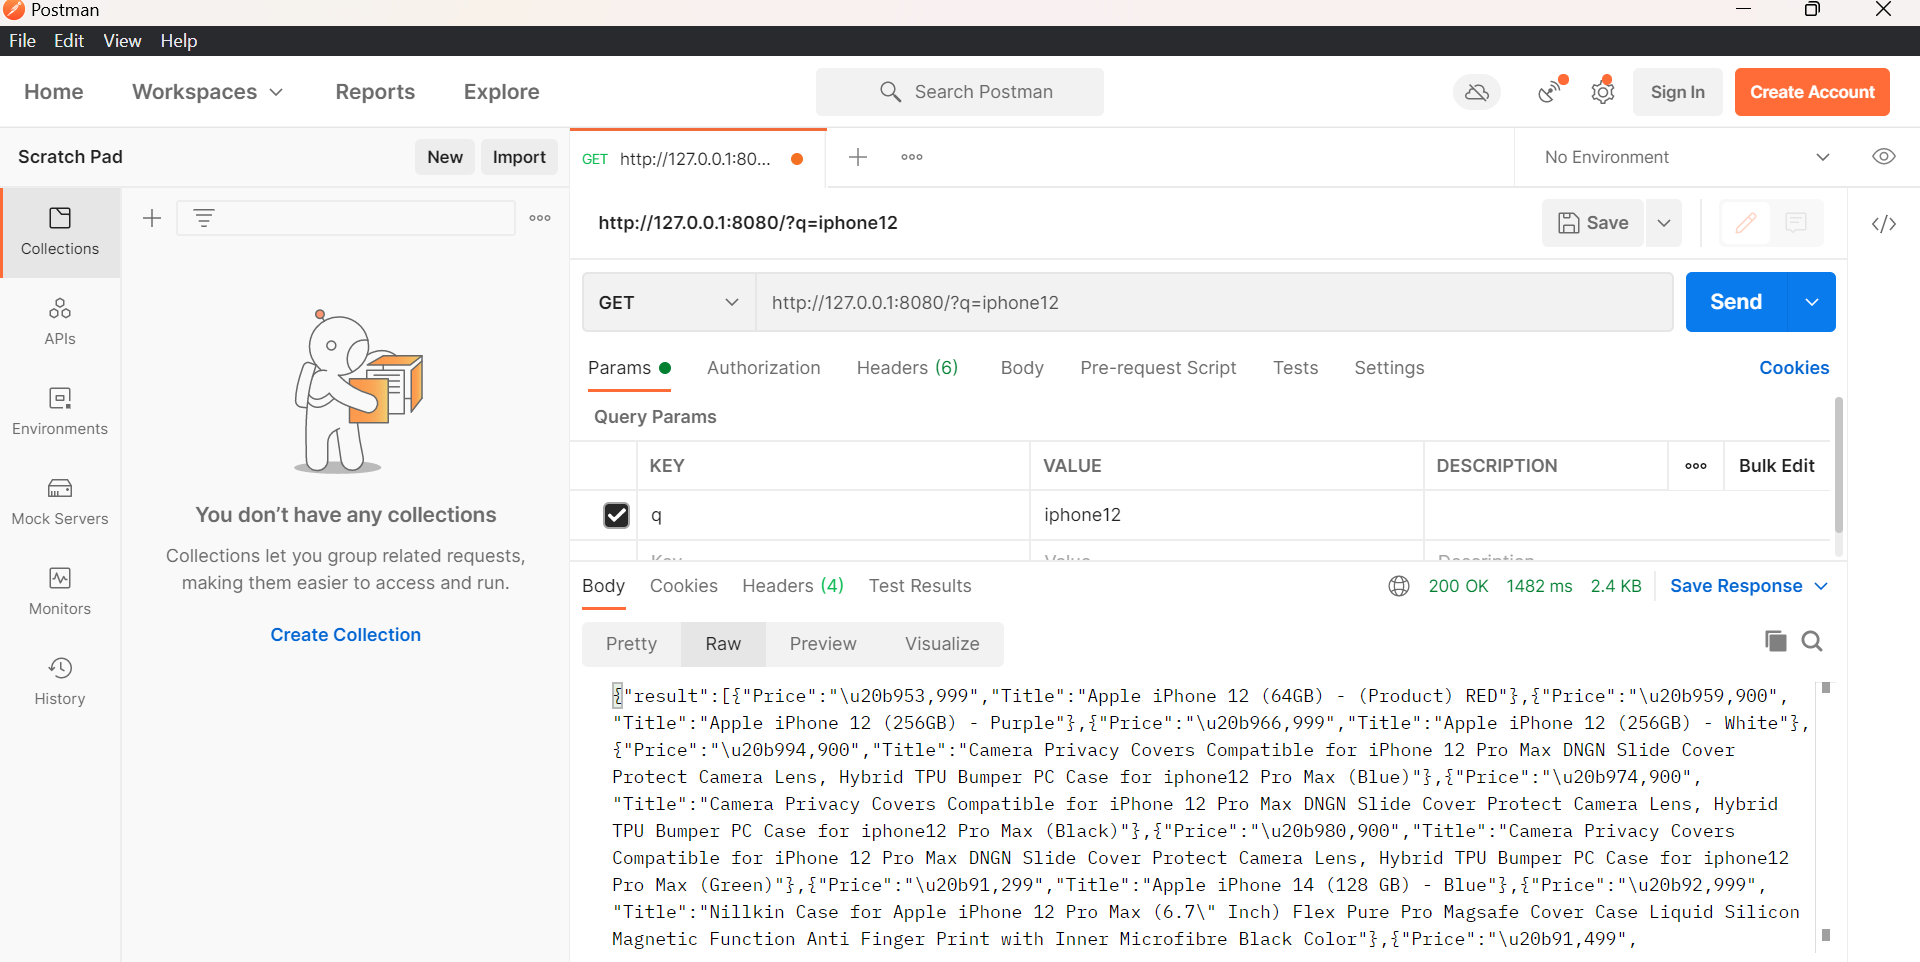 Postman
File Edit View Help
Home Workspaces Reports Explore Search Postman Sign In Create Account
Scratch Pad New Import GET http://127.0.0.1:80... No Environment
Collections
APIs
Environments
Mock Servers
Monitors
History
You don't have any collections
Collections let you group related requests,
making them easier to access and run.
Create Collection
http://127.0.0.1:8080/?q=iphone12 Save
GET http://127.0.0.1:8080/?q=iphone12 Send
Params Authorization Headers (6) Body Pre-request Script Tests Settings Cookies
Query Params
KEY VALUE DESCRIPTION Bulk Edit
q iphone12
Key Value Description
Body Cookies Headers (4) Test Results 200 OK 1482 ms 2.4 KB Save Response
Pretty Raw Preview Visualize
{"result":[{"Price":"\u20b953,999","Title":"Apple iPhone 12 (64GB) - (Product) RED"},{"Price":"\u20b959,900",
"Title":"Apple iPhone 12 (256GB) - Purple"},{"Price":"\u20b966,999","Title":"Apple iPhone 12 (256GB) - White"},
{"Price":"\u20b994,900","Title":"Camera Privacy Covers Compatible for iPhone 12 Pro Max DNGN Slide Cover
Protect Camera Lens, Hybrid TPU Bumper PC Case for iphone12 Pro Max (Blue)"},{"Price":"\u20b974,900",
"Title":"Camera Privacy Covers Compatible for iPhone 12 Pro Max DNGN Slide Cover Protect Camera Lens, Hybrid
TPU Bumper PC Case for iphone12 Pro Max (Black)"},{"Price":"\u20b980,900","Title":"Camera Privacy Covers
Compatible for iPhone 12 Pro Max DNGN Slide Cover Protect Camera Lens, Hybrid TPU Bumper PC Case for iphone12
Pro Max (Green)"},{"Price":"\u20b91,299","Title":"Apple iPhone 14 (128 GB) - Blue"},{"Price":"\u20b92,999",
"Title":"Nillkin Case for Apple iPhone 12 Pro Max (6.7\" Inch) Flex Pure Pro Magsafe Cover Case Liquid Silicon
Magnetic Function Anti Finger Print with Inner Microfibre Black Color"},{"Price":"\u20b91,499",